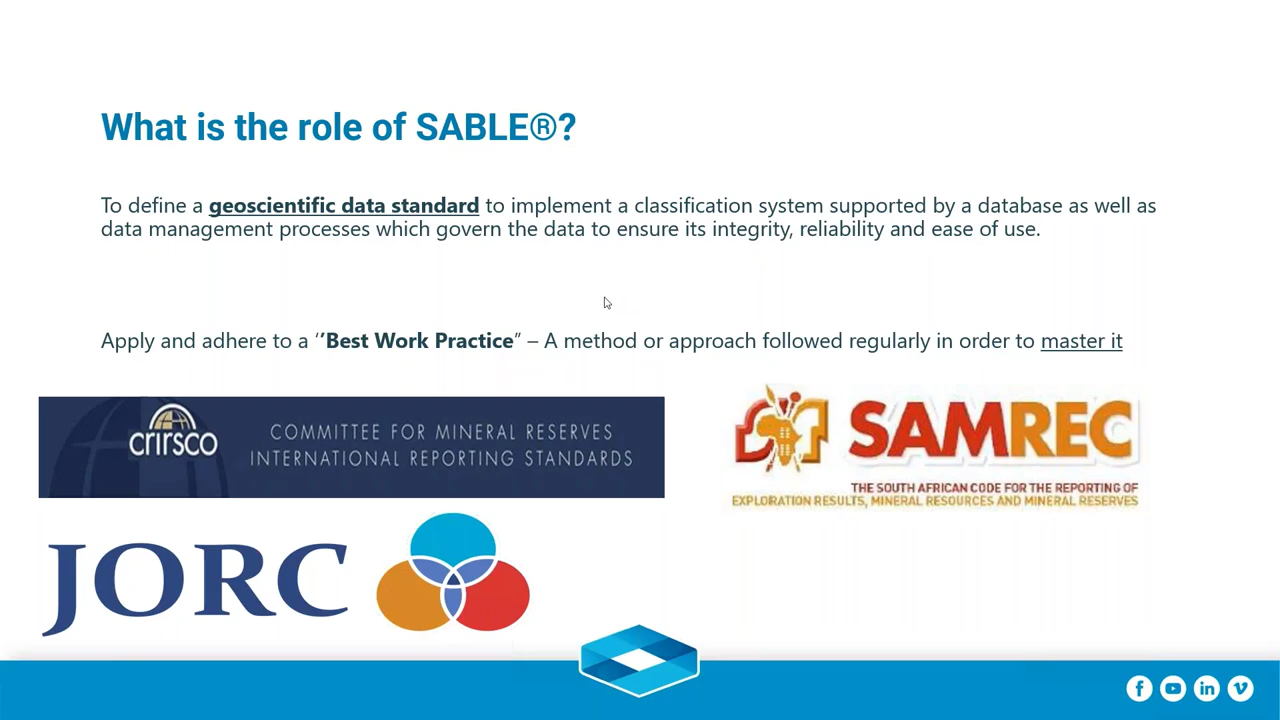 What is the role of SABLE®?
To define a geoscientific data standard to implement a classification system supported by a database as well as
data management processes which govern the data to ensure its integrity, reliability and ease of use.
Apply and adhere to a ‘’Best Work Practice” – A method or approach followed regularly in order to master it
crirsco
COMMITTEE FOR MINERAL RESERVES
INTERNATIONAL REPORTING STANDARDS
SAMREC
THE SOUTH AFRICAN CODE FOR THE REPORTING OF
EXPLORATION RESULTS, MINERAL RESOURCES AND MINERAL RESERVES
JORC